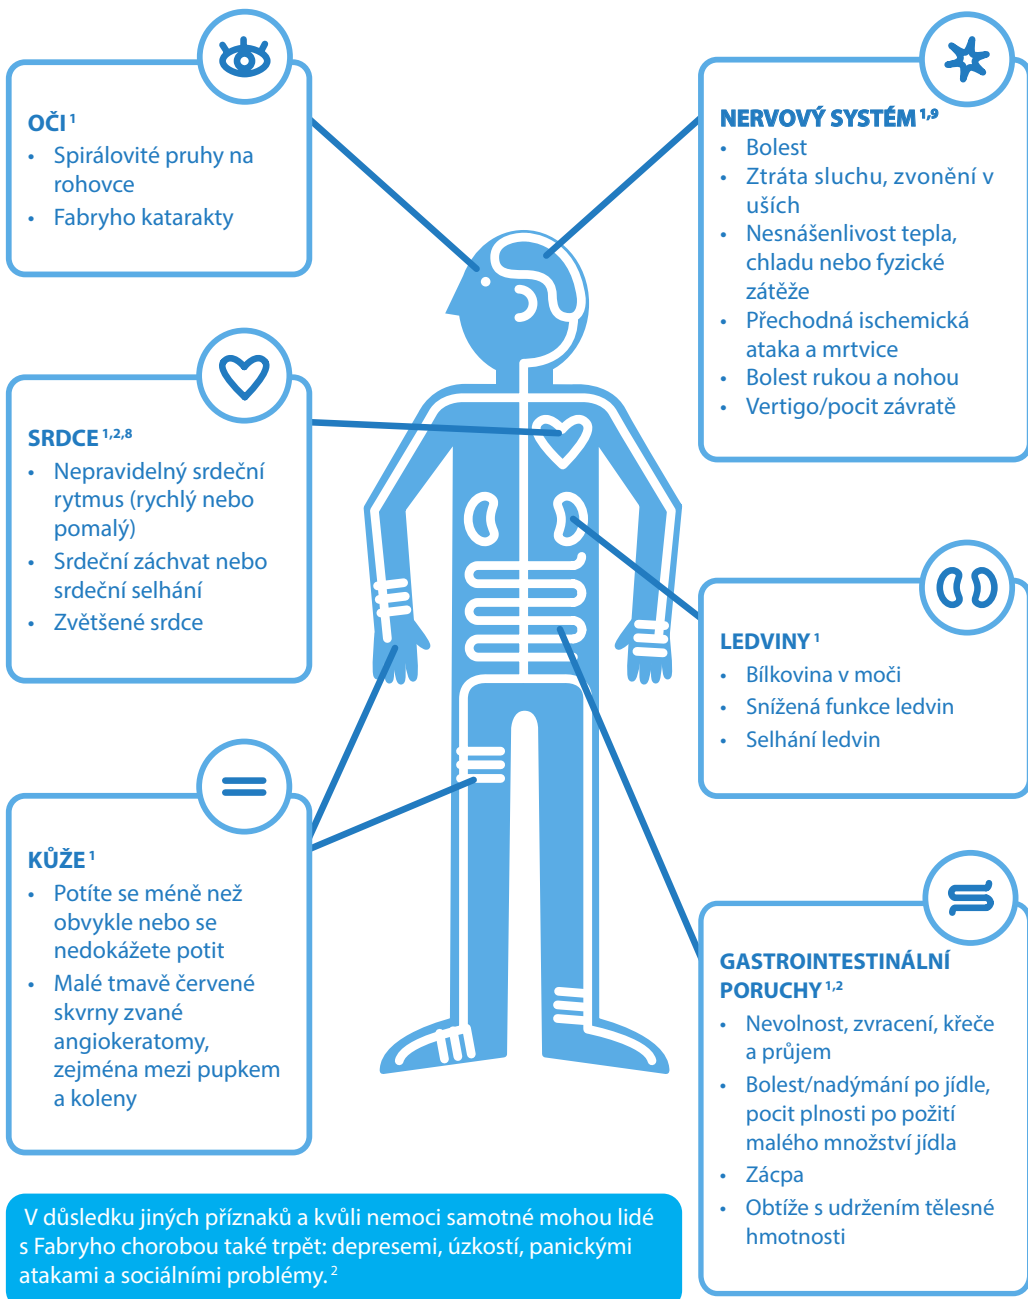 OČI 1
• Spirálovité pruhy na
rohovce
• Fabryho katarakty
SRDCE 1,2,8
• Nepravidelný srdeční
rytmus (rychlý nebo
pomalý)
• Srdeční záchvat nebo
srdeční selhání
• Zvětšené srdce
KŮŽE 1
• Potíte se méně než
obvykle nebo se
nedokážete potit
• Malé tmavě červené
skvrny zvané
angiokeratomy,
zejména mezi pupkem
a koleny
NERVOVÝ SYSTÉM 1,9
• Bolest
• Ztráta sluchu, zvonění v
uších
• Nesnášenlivost tepla,
chladu nebo fyzické
zátěže
• Přechodná ischemická
ataka a mrtvice
• Bolest rukou a nohou
• Vertigo/pocit závratě
LEDVINY 1
• Bílkovina v moči
• Snížená funkce ledvin
• Selhání ledvin
GASTROINTESTINÁLNÍ
PORUCHY 1,2
• Nevolnost, zvracení, křeče
a průjem
• Bolest/nadýmání po jídle,
pocit plnosti po požití
malého množství jídla
• Zácpa
• Obtíže s udržením tělesné
hmotnosti
V důsledku jiných příznaků a kvůli nemoci samotné mohou lidé
s Fabryho chorobou také trpět: depresemi, úzkostí, panickými
atakami a sociálními problémy. 2